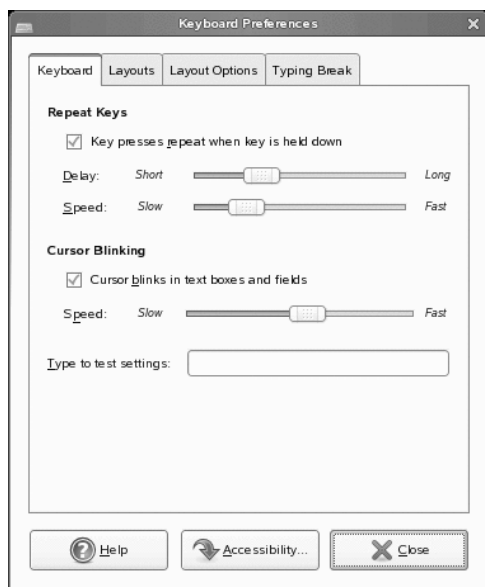 Keyboard Preferences
Keyboard Layouts Layout Options Typing Break
Repeat Keys
Key presses repeat when key is held down
Delay: Short Long
Speed: Slow Fast
Cursor Blinking
Cursor blinks in text boxes and fields
Speed: Slow Fast
Type to test settings:
Help Accessibility... Close